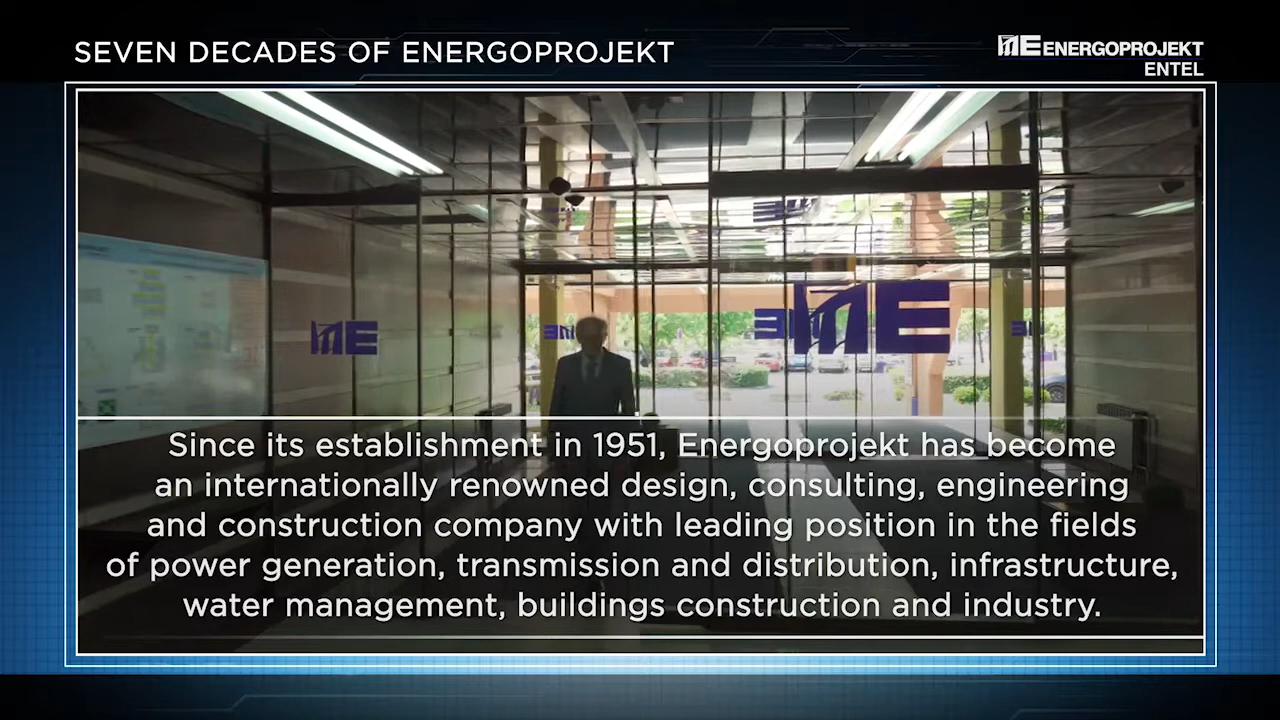 SEVEN DECADES OF ENERGOPROJEKT
ENERGOPROJEKT
ENTEL
Since its establishment in 1951, Energoprojekt has become
an internationally renowned design, consulting, engineering
and construction company with leading position in the fields
of power generation, transmission and distribution, infrastructure,
water management, buildings construction and industry.